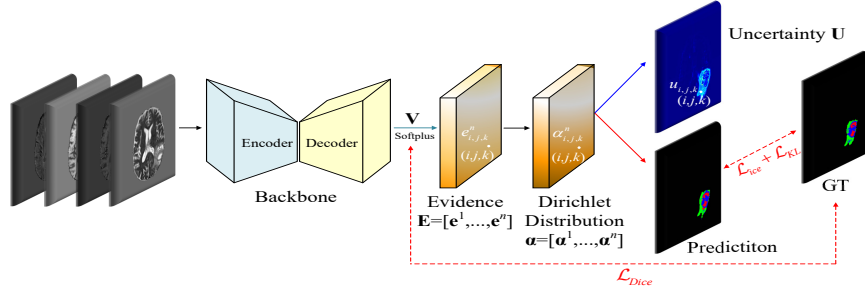 Uncertainty U
u_{i,j,k}
(i,j,k)
V
Softplus
Encoder
Decoder
Backbone
e^n_{i,j,k}
(i,j,k)
α^n_{i,j,k}
(i,j,k)
Evidence
E=[e^1,...,e^n]
Dirichlet
Distribution
α=[α^1,...,α^n]
ℒ_ice + ℒ_KL
GT
Predictiton
ℒ_Dice